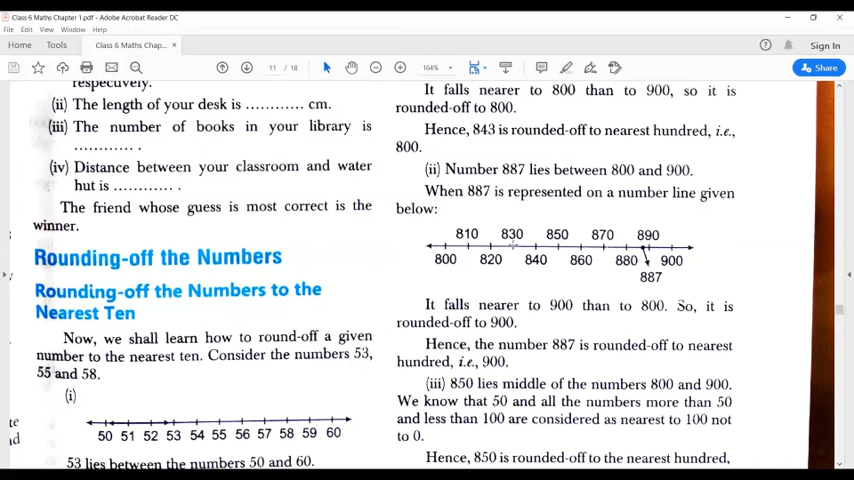 Class 6 Maths Chapter 1.pdf - Adobe Acrobat Reader DC
File Edit View Window Help
Home Tools Class 6 Maths Chap... × Sign In
11 / 18 164% Share
respectively.
(ii) The length of your desk is ............ cm.
(iii) The number of books in your library is
............ .
(iv) Distance between your classroom and water
hut is ............ .
The friend whose guess is most correct is the
winner.
Rounding-off the Numbers
Rounding-off the Numbers to the
Nearest Ten
Now, we shall learn how to round-off a given
number to the nearest ten. Consider the numbers 53,
55 and 58.
(i)
50 51 52 53 54 55 56 57 58 59 60
53 lies between the numbers 50 and 60.
It falls nearer to 800 than to 900, so it is
rounded-off to 800.
Hence, 843 is rounded-off to nearest hundred, i.e.,
800.
(ii) Number 887 lies between 800 and 900.
When 887 is represented on a number line given
below:
810 830 850 870 890
800 820 840 860 880 900
887
It falls nearer to 900 than to 800. So, it is
rounded-off to 900.
Hence, the number 887 is rounded-off to nearest
hundred, i.e., 900.
(iii) 850 lies middle of the numbers 800 and 900.
We know that 50 and all the numbers more than 50
and less than 100 are considered as nearest to 100 not
to 0.
Hence, 850 is rounded-off to the nearest hundred,